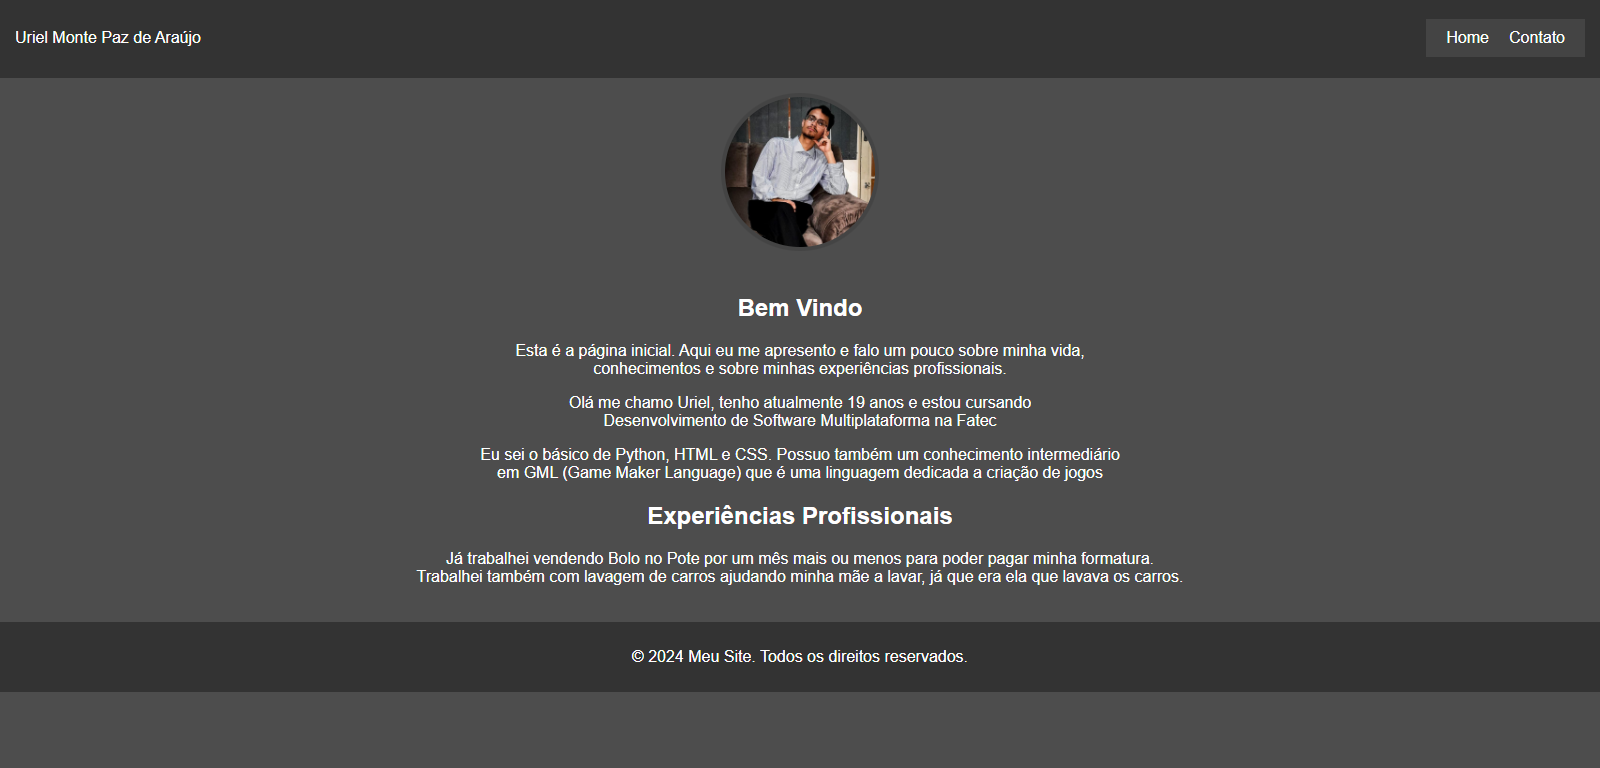 Uriel Monte Paz de Araújo
Home Contato
Bem Vindo
Esta é a página inicial. Aqui eu me apresento e falo um pouco sobre minha vida,
conhecimentos e sobre minhas experiências profissionais.
Olá me chamo Uriel, tenho atualmente 19 anos e estou cursando
Desenvolvimento de Software Multiplataforma na Fatec
Eu sei o básico de Python, HTML e CSS. Possuo também um conhecimento intermediário
em GML (Game Maker Language) que é uma linguagem dedicada a criação de jogos
Experiências Profissionais
Já trabalhei vendendo Bolo no Pote por um mês mais ou menos para poder pagar minha formatura.
Trabalhei também com lavagem de carros ajudando minha mãe a lavar, já que era ela que lavava os carros.
© 2024 Meu Site. Todos os direitos reservados.